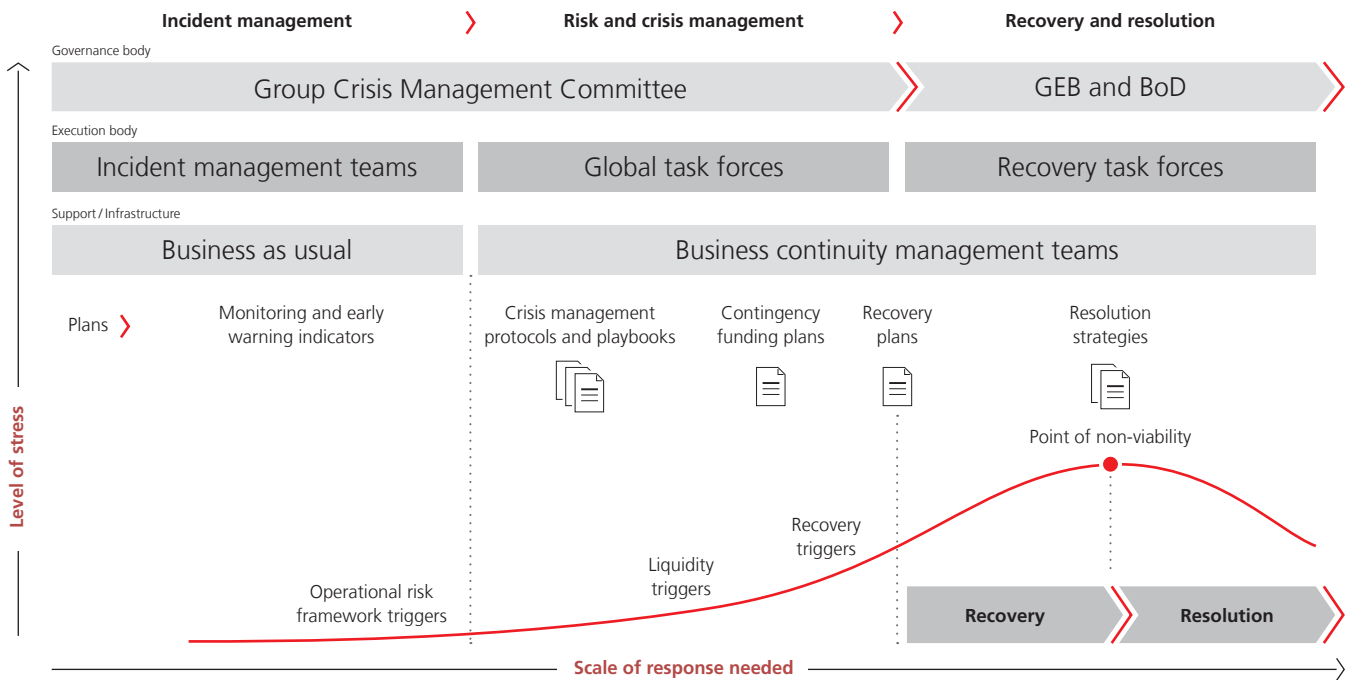 Incident management
Risk and crisis management
Recovery and resolution
Governance body
Group Crisis Management Committee
GEB and BoD
Execution body
Incident management teams
Global task forces
Recovery task forces
Support / Infrastructure
Business as usual
Business continuity management teams
Plans
Monitoring and early
warning indicators
Crisis management
protocols and playbooks
Contingency
funding plans
Recovery
plans
Resolution
strategies
Level of stress
Point of non-viability
Recovery
triggers
Liquidity
triggers
Operational risk
framework triggers
Recovery
Resolution
Scale of response needed